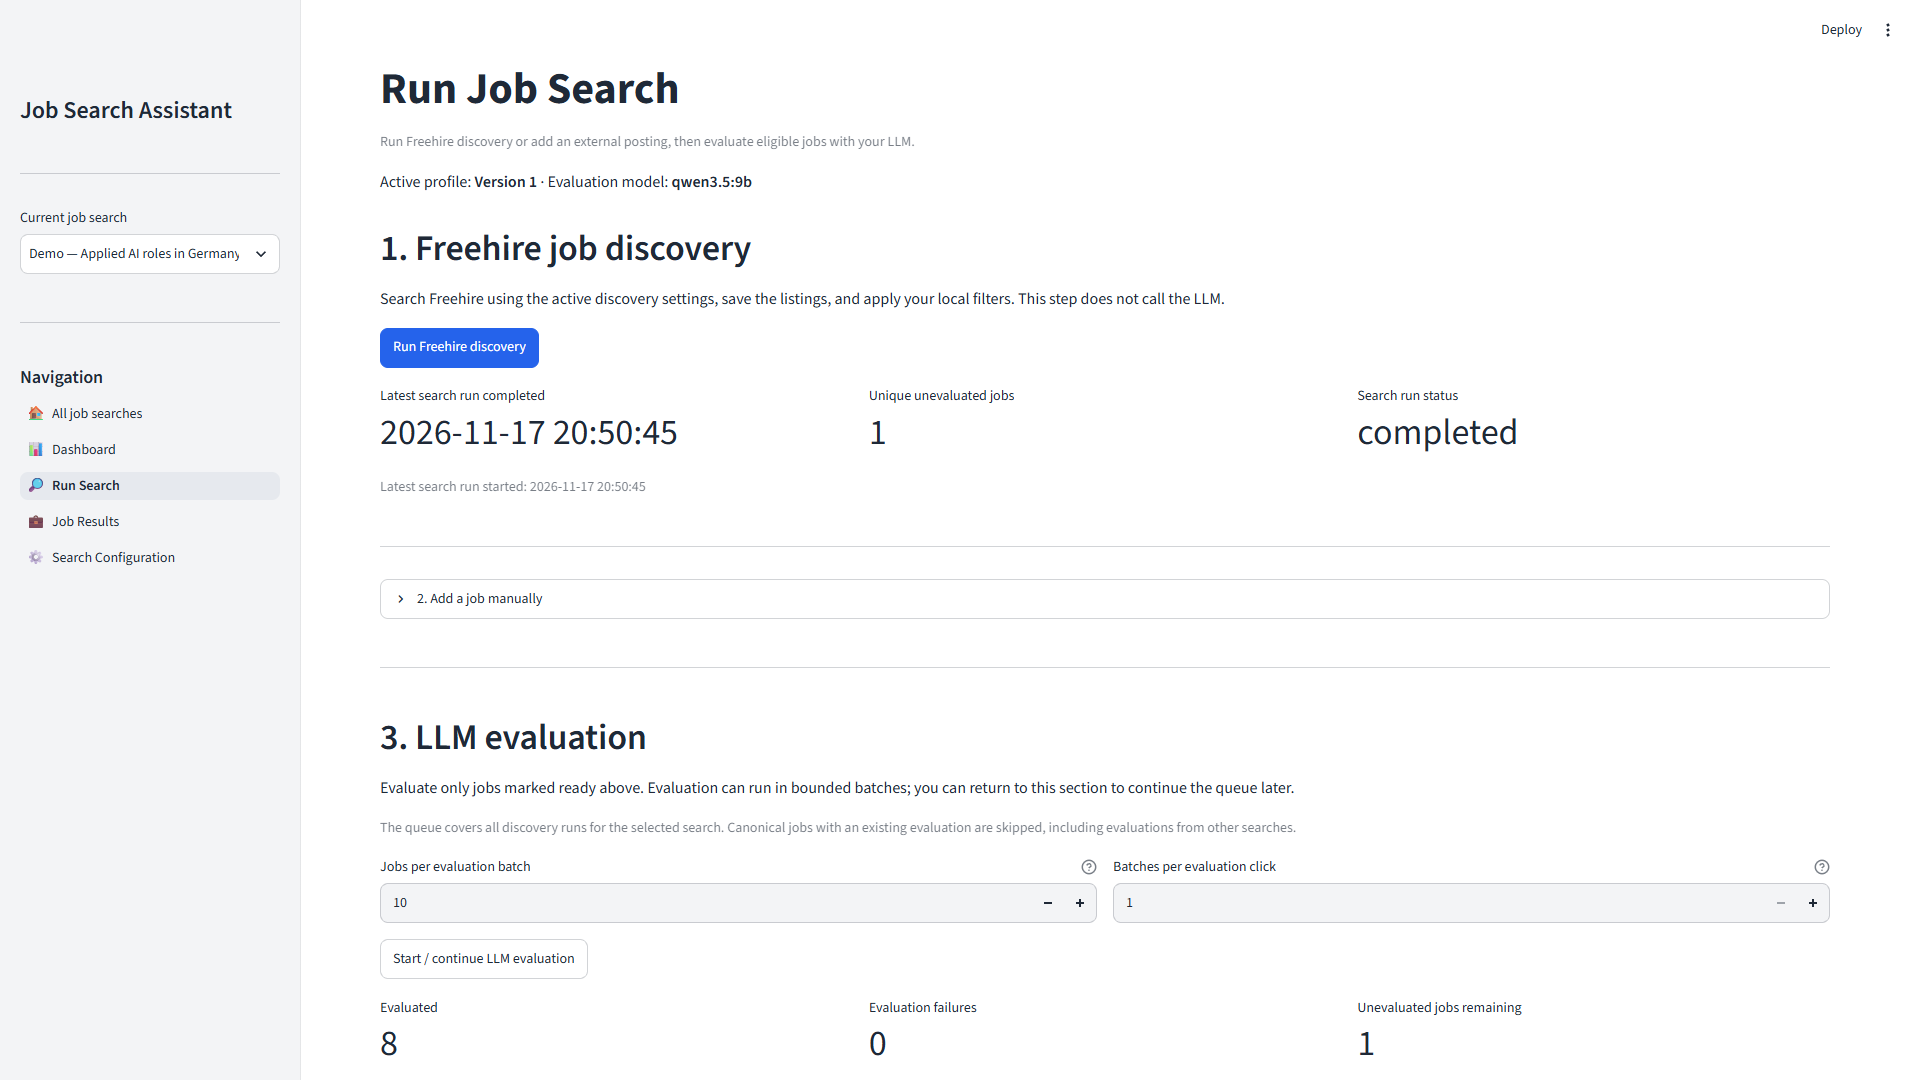 Deploy
Job Search Assistant
Current job search
Demo — Applied AI roles in Germany
Navigation
All job searches
Dashboard
Run Search
Job Results
Search Configuration
Run Job Search
Run Freehire discovery or add an external posting, then evaluate eligible jobs with your LLM.
Active profile: Version 1 · Evaluation model: qwen3.5:9b
1. Freehire job discovery
Search Freehire using the active discovery settings, save the listings, and apply your local filters. This step does not call the LLM.
Run Freehire discovery
Latest search run completed
2026-11-17 20:50:45
Unique unevaluated jobs
1
Search run status
completed
Latest search run started: 2026-11-17 20:50:45
2. Add a job manually
3. LLM evaluation
Evaluate only jobs marked ready above. Evaluation can run in bounded batches; you can return to this section to continue the queue later.
The queue covers all discovery runs for the selected search. Canonical jobs with an existing evaluation are skipped, including evaluations from other searches.
Jobs per evaluation batch
10
Batches per evaluation click
1
Start / continue LLM evaluation
Evaluated
8
Evaluation failures
0
Unevaluated jobs remaining
1